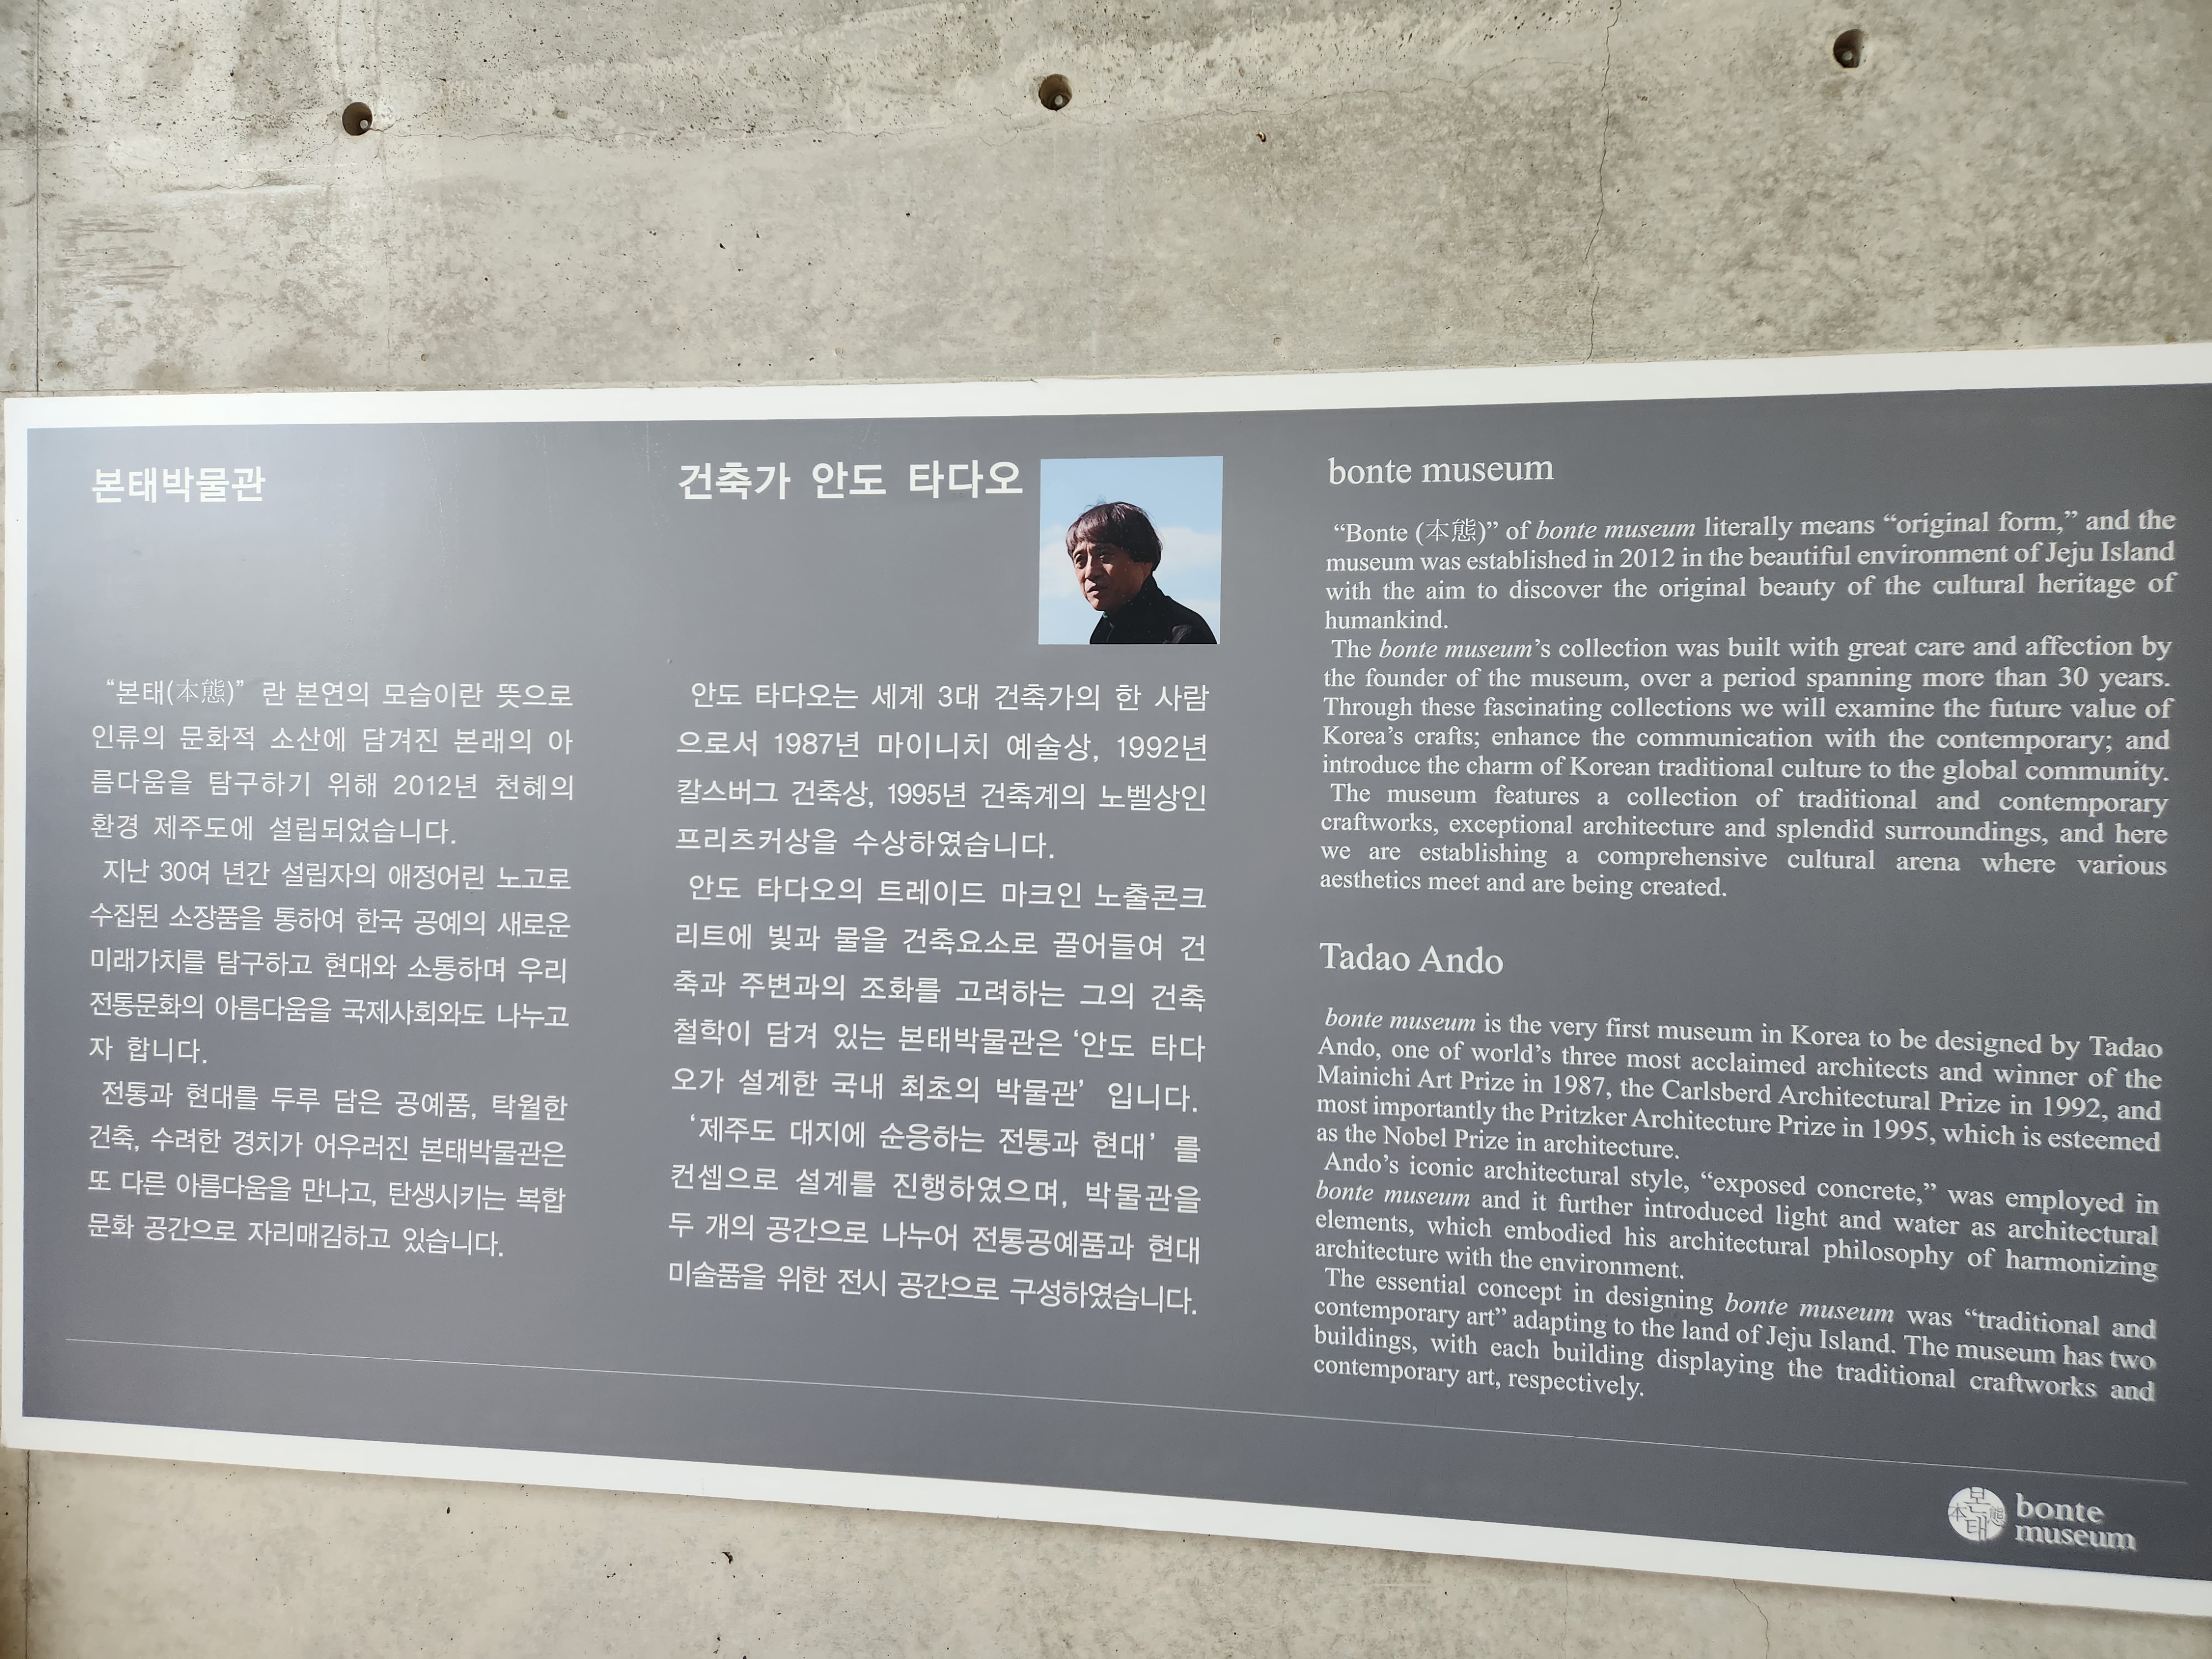 본태박물관
“본태(本態)” 란 본연의 모습이란 뜻으로
인류의 문화적 소산에 담겨진 본래의 아
름다움을 탐구하기 위해 2012년 천혜의
환경 제주도에 설립되었습니다.
지난 30여 년간 설립자의 애정어린 노고로
수집된 소장품을 통하여 한국 공예의 새로운
미래가치를 탐구하고 현대와 소통하며 우리
전통문화의 아름다움을 국제사회와도 나누고
자 합니다.
전통과 현대를 두루 담은 공예품, 탁월한
건축, 수려한 경치가 어우러진 본태박물관은
또 다른 아름다움을 만나고, 탄생시키는 복합
문화 공간으로 자리매김하고 있습니다.
건축가 안도 타다오
안도 타다오는 세계 3대 건축가의 한 사람
으로서 1987년 마이니치 예술상, 1992년
칼스버그 건축상, 1995년 건축계의 노벨상인
프리츠커상을 수상하였습니다.
안도 타다오의 트레이드 마크인 노출콘크
리트에 빛과 물을 건축요소로 끌어들여 건
축과 주변과의 조화를 고려하는 그의 건축
철학이 담겨 있는 본태박물관은 ‘안도 타다
오가 설계한 국내 최초의 박물관’ 입니다.
‘제주도 대지에 순응하는 전통과 현대’ 를
컨셉으로 설계를 진행하였으며, 박물관을
두 개의 공간으로 나누어 전통공예품과 현대
미술품을 위한 전시 공간으로 구성하였습니다.
bonte museum
“Bonte (本態)” of bonte museum literally means “original form,” and the
museum was established in 2012 in the beautiful environment of Jeju Island
with the aim to discover the original beauty of the cultural heritage of
humankind.
The bonte museum’s collection was built with great care and affection by
the founder of the museum, over a period spanning more than 30 years.
Through these fascinating collections we will examine the future value of
Korea’s crafts; enhance the communication with the contemporary; and
introduce the charm of Korean traditional culture to the global community.
The museum features a collection of traditional and contemporary
craftworks, exceptional architecture and splendid surroundings, and here
we are establishing a comprehensive cultural arena where various
aesthetics meet and are being created.
Tadao Ando
bonte museum is the very first museum in Korea to be designed by Tadao
Ando, one of world’s three most acclaimed architects and winner of the
Mainichi Art Prize in 1987, the Carlsberd Architectural Prize in 1992, and
most importantly the Pritzker Architecture Prize in 1995, which is esteemed
as the Nobel Prize in architecture.
Ando’s iconic architectural style, “exposed concrete,” was employed in
bonte museum and it further introduced light and water as architectural
elements, which embodied his architectural philosophy of harmonizing
architecture with the environment.
The essential concept in designing bonte museum was “traditional and
contemporary art” adapting to the land of Jeju Island. The museum has two
buildings, with each building displaying the traditional craftworks and
contemporary art, respectively.
본
本 態
태
bonte
museum